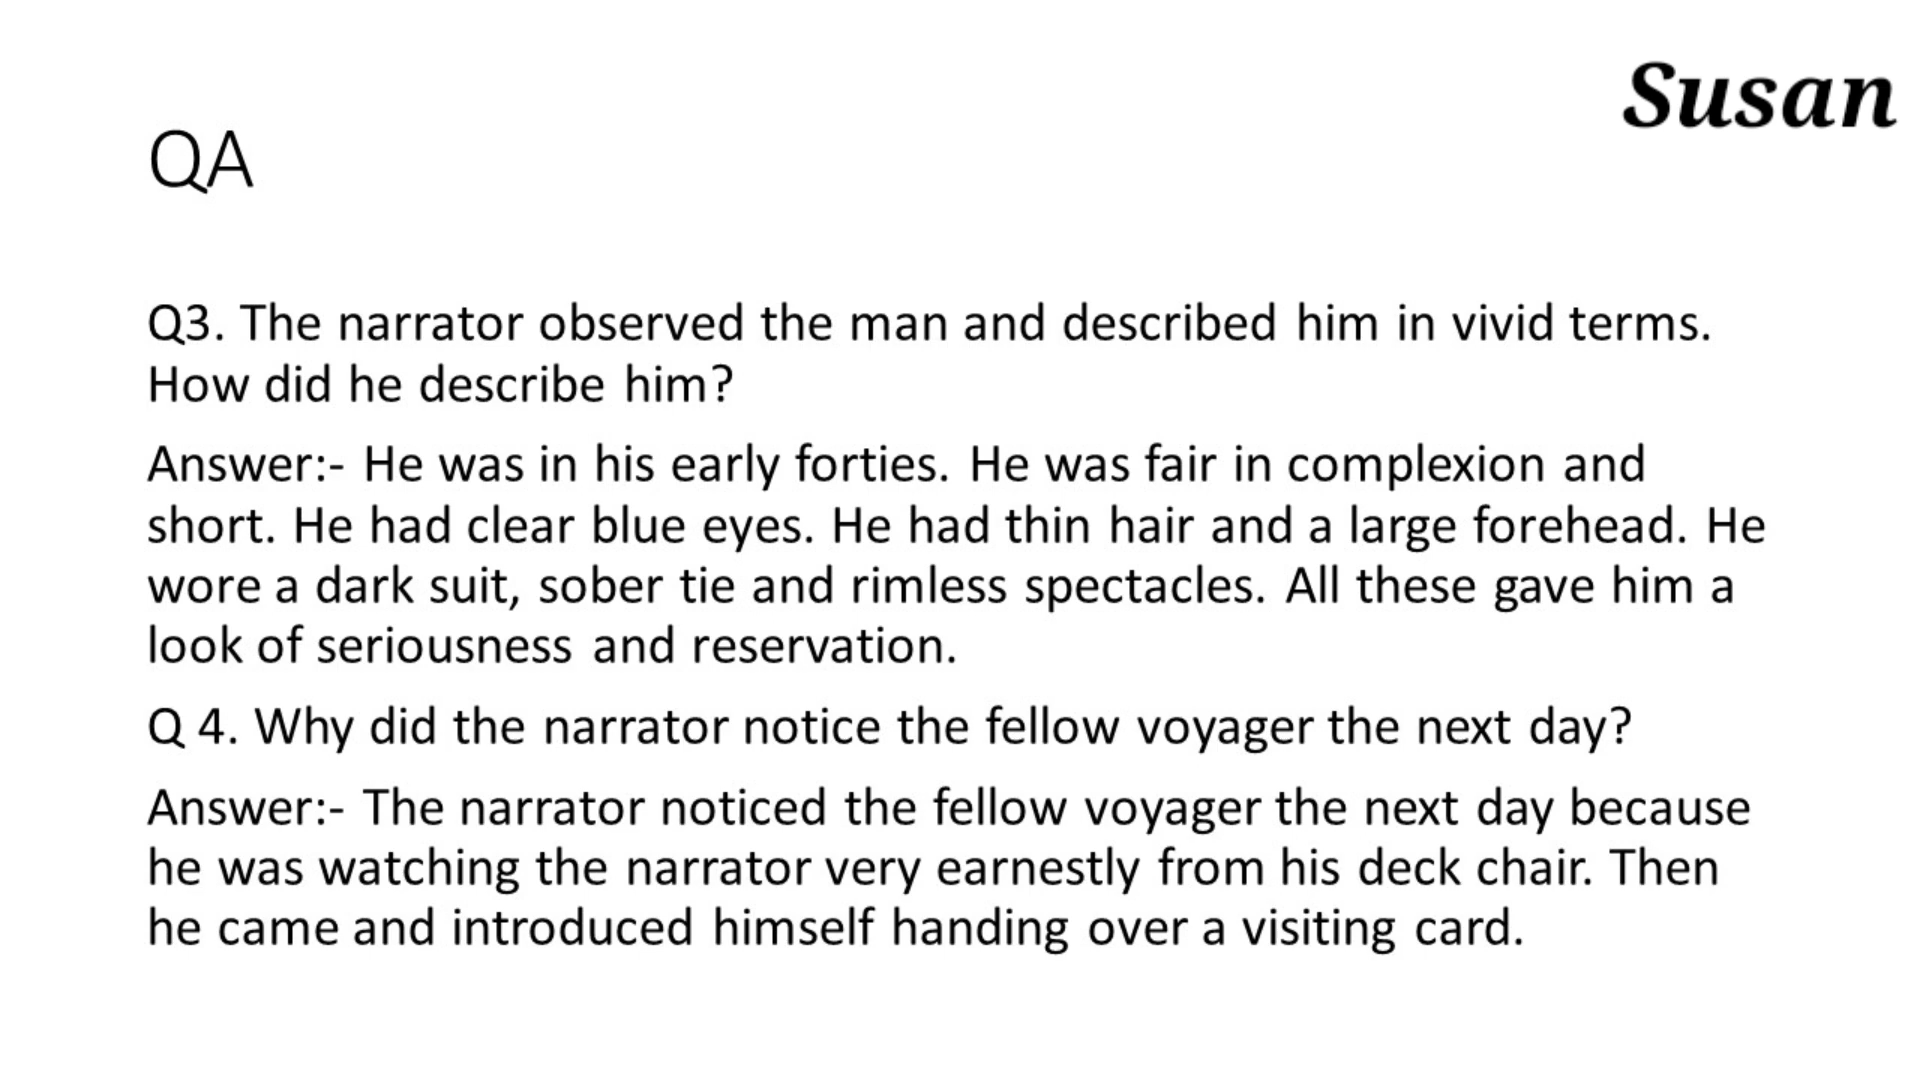 Susan
QA
Q3. The narrator observed the man and described him in vivid terms.
How did he describe him?
Answer:- He was in his early forties. He was fair in complexion and
short. He had clear blue eyes. He had thin hair and a large forehead. He
wore a dark suit, sober tie and rimless spectacles. All these gave him a
look of seriousness and reservation.
Q 4. Why did the narrator notice the fellow voyager the next day?
Answer:- The narrator noticed the fellow voyager the next day because
he was watching the narrator very earnestly from his deck chair. Then
he came and introduced himself handing over a visiting card.